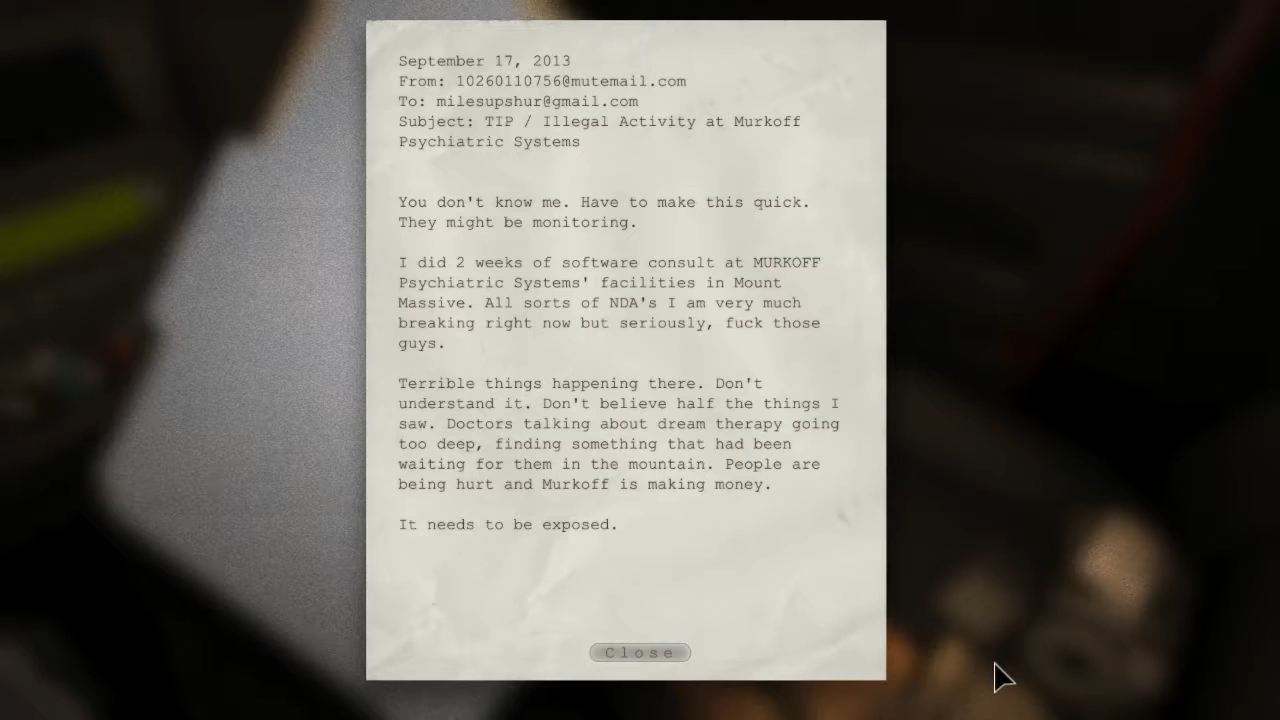 September 17, 2013
From: 10260110756@mutemail.com
To: milesupshur@gmail.com
Subject: TIP / Illegal Activity at Murkoff
Psychiatric Systems
You don't know me. Have to make this quick.
They might be monitoring.
I did 2 weeks of software consult at MURKOFF
Psychiatric Systems' facilities in Mount
Massive. All sorts of NDA's I am very much
breaking right now but seriously, fuck those
guys.
Terrible things happening there. Don't
understand it. Don't believe half the things I
saw. Doctors talking about dream therapy going
too deep, finding something that had been
waiting for them in the mountain. People are
being hurt and Murkoff is making money.
It needs to be exposed.
Close